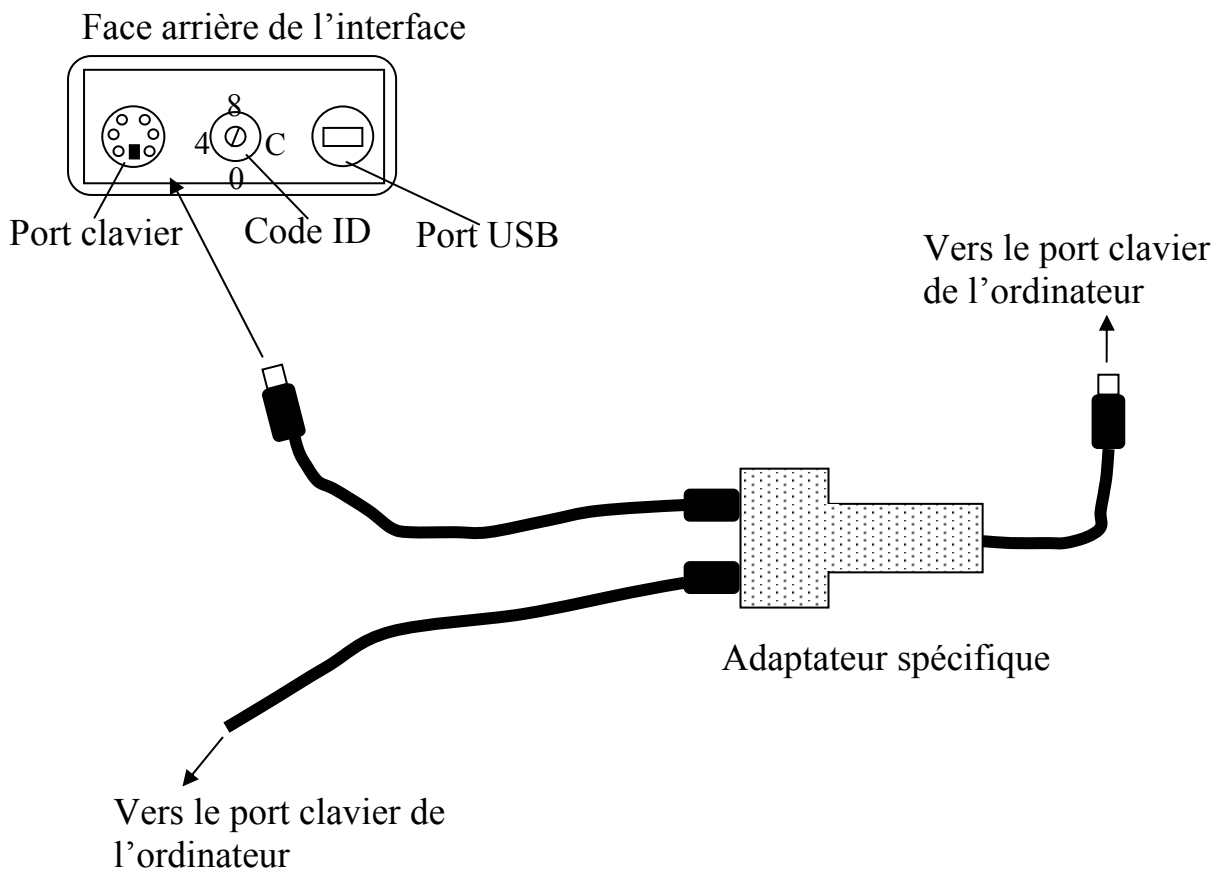 Face arrière de l’interface
8
4 C
0
Port clavier Code ID Port USB
Vers le port clavier
de l’ordinateur
Adaptateur spécifique
Vers le port clavier de
l’ordinateur